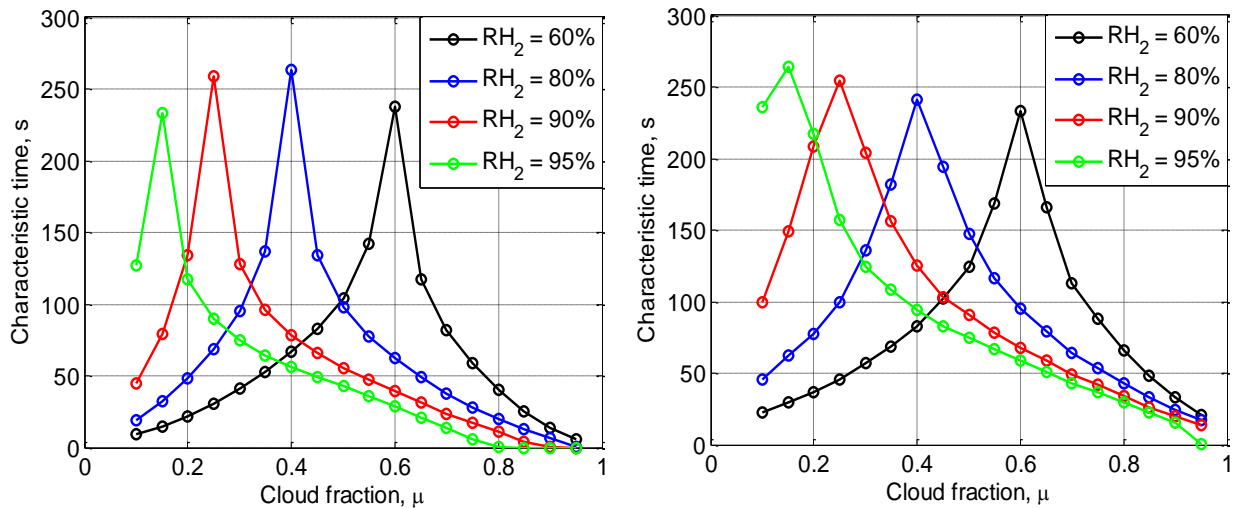 300
250
200
150
100
50
0
Characteristic time, s
0
0.2
0.4
0.6
0.8
1
Cloud fraction, μ
RH2 = 60%
RH2 = 80%
RH2 = 90%
RH2 = 95%
300
250
200
150
100
50
0
Characteristic time, s
0
0.2
0.4
0.6
0.8
1
Cloud fraction, μ
RH2 = 60%
RH2 = 80%
RH2 = 90%
RH2 = 95%